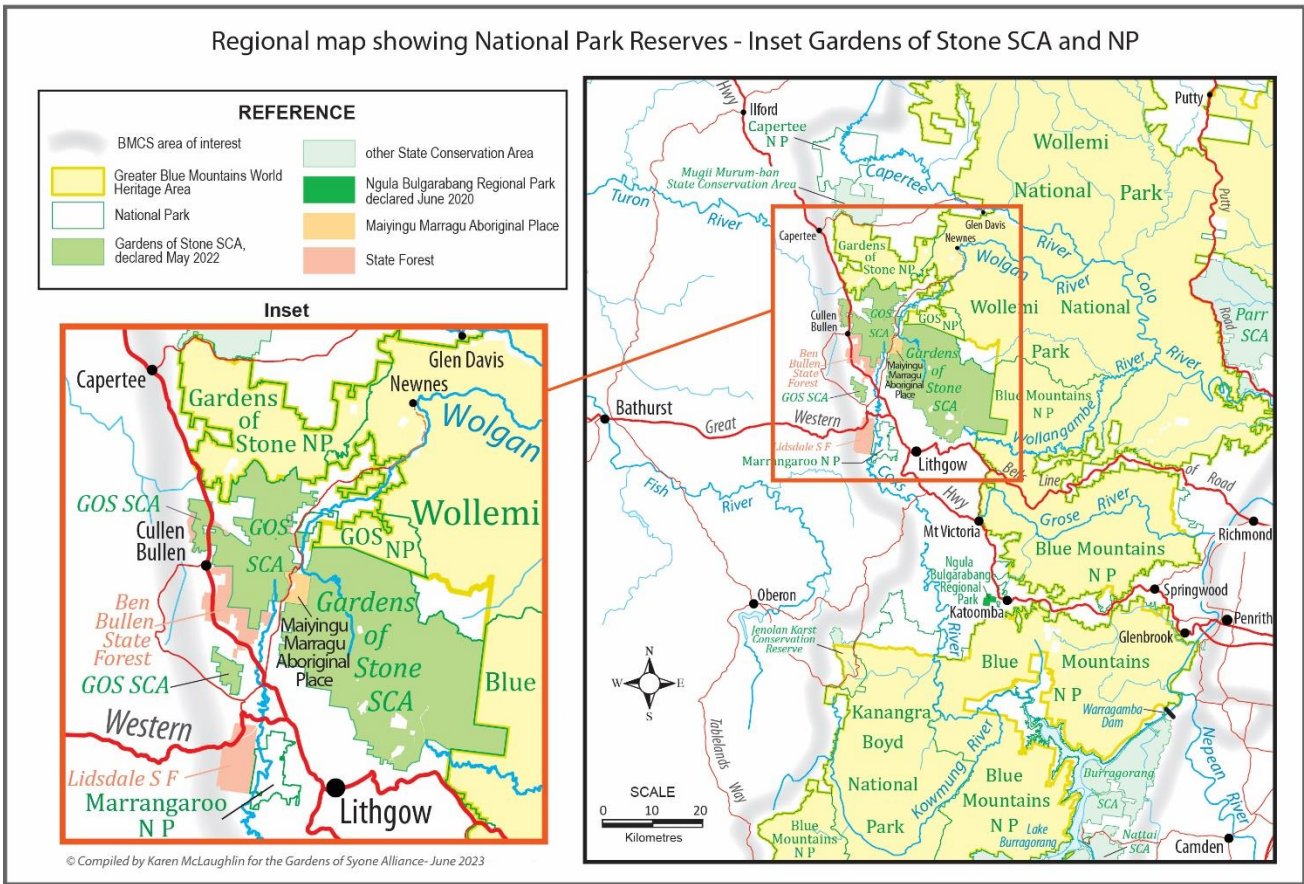 Regional map showing National Park Reserves - Inset Gardens of Stone SCA and NP
REFERENCE
BMCS area of interest
Greater Blue Mountains World
Heritage Area
National Park
Gardens of Stone SCA,
declared May 2022
other State Conservation Area
Ngula Bulgarabang Regional Park
declared June 2020
Maiyingu Marragu Aboriginal Place
State Forest
Inset
Capertee
Glen Davis
Newnes
Gardens
of
Stone NP
Wolgan
GOS SCA
Cullen
Bullen
GOS
SCA
GOS
NP
Wollemi
Ben
Bullen
State
Forest
Gardens
of
Stone
SCA
Maiyingu
Marragu
Aboriginal
Place
GOS SCA
Blue
Western
Lidsdale S F
Marrangaroo
N P
Lithgow
© Compiled by Karen McLaughlin for the Gardens of Syone Alliance- June 2023
Hwy
Ilford
Capertee
N P
Putty
Wollemi
National Park
Mugii Murum-ban
State Conservation Area
Capertee
River
Turon
River
Putty
Road
Capertee
Glen Davis
Newnes
Gardens
of
Stone NP
Wolgan
River
Colo
River
Wollemi National
Park
Parr
SCA
Cullen
Bullen
GOS
SCA
GOS
NP
Ben
Bullen
State
Forest
GOS SCA
Maiyingu
Marragu
Aboriginal
Place
Gardens
of
Stone
SCA
River
Blue Mountains
N P
Wollangambe
Bathurst
Great
Western
Hwy
Lidsdale S F
Marrangaroo N P
Lithgow
Bells
Line
of Road
Coxs
River
Fish
River
Mt Victoria
Grose River
Richmond
Blue Mountains
N P
Ngula
Bulgarabang
Regional
Park
Katoomba
Springwood
Penrith
Glenbrook
Oberon
Jenolan Karst
Conservation
Reserve
Blue
Mountains
N P
Warragamba
Dam
Nepean
River
N
W
E
S
Tablelands
Way
Kanangra
Boyd
National
Park
Kowmung River
Blue
Mountains
N P
Lake
Burragorang
Burragorang
SCA
Nattai
SCA
Camden
Blue
Mountains
N P
SCALE
0 10 20
Kilometres